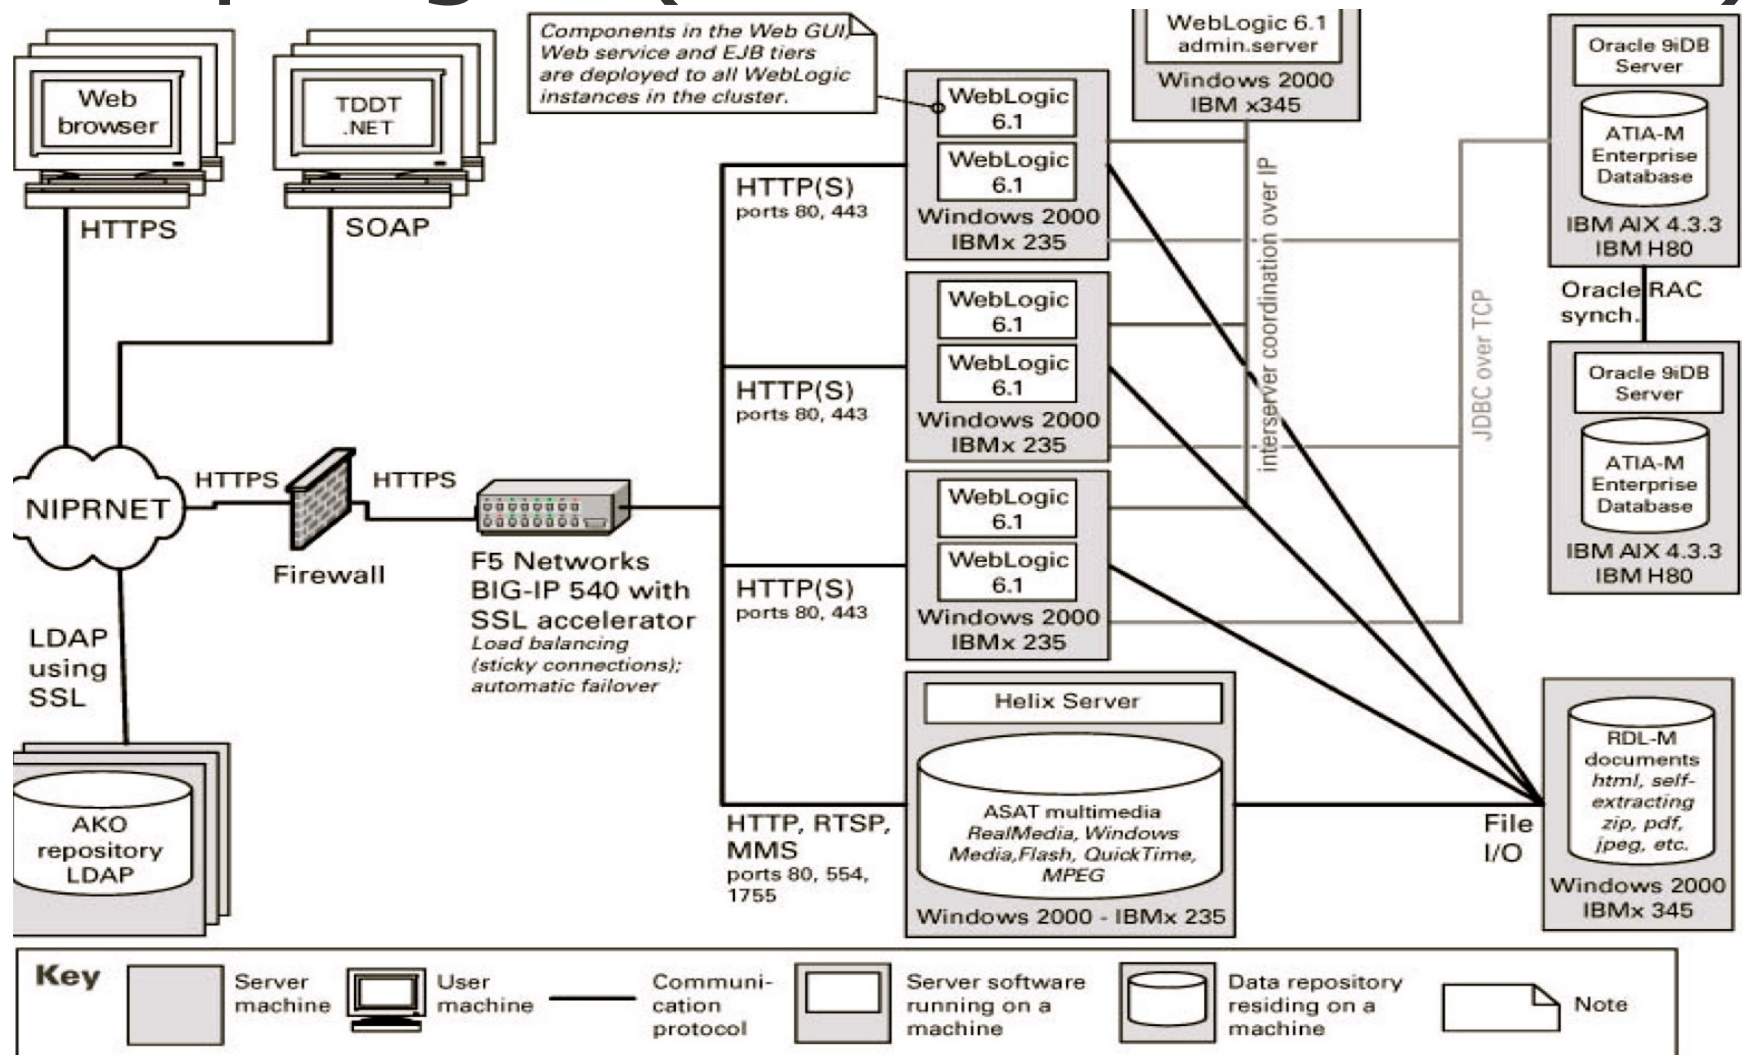 Components in the Web GUI,
Web service and EJB tiers
are deployed to all WebLogic
instances in the cluster.
WebLogic 6.1
admin.server
Windows 2000
IBM x345
Oracle 9iDB
Server
ATIA-M
Enterprise
Database
IBM AIX 4.3.3
IBM H80
Web
browser
TDDT
.NET
HTTPS
SOAP
WebLogic
6.1
WebLogic
6.1
Windows 2000
IBMx 235
HTTP(S)
ports 80, 443
interserver coordination over IP
JDBC over TCP
Oracle RAC
synch.
WebLogic
6.1
WebLogic
6.1
Windows 2000
IBMx 235
HTTP(S)
ports 80, 443
Oracle 9iDB
Server
ATIA-M
Enterprise
Database
IBM AIX 4.3.3
IBM H80
NIPRNET
HTTPS
HTTPS
Firewall
F5 Networks
BIG-IP 540 with
SSL accelerator
Load balancing
(sticky connections);
automatic failover
WebLogic
6.1
WebLogic
6.1
Windows 2000
IBMx 235
HTTP(S)
ports 80, 443
LDAP
using
SSL
AKO
repository
LDAP
HTTP, RTSP,
MMS
ports 80, 554,
1755
Helix Server
ASAT multimedia
RealMedia, Windows
Media,Flash, QuickTime,
MPEG
Windows 2000 - IBMx 235
File
I/O
RDL-M
documents
html, self-
extracting
zip, pdf,
jpeg, etc.
Windows 2000
IBMx 345
Key
Server
machine
User
machine
Communi-
cation
protocol
Server software
running on a
machine
Data repository
residing on a
machine
Note